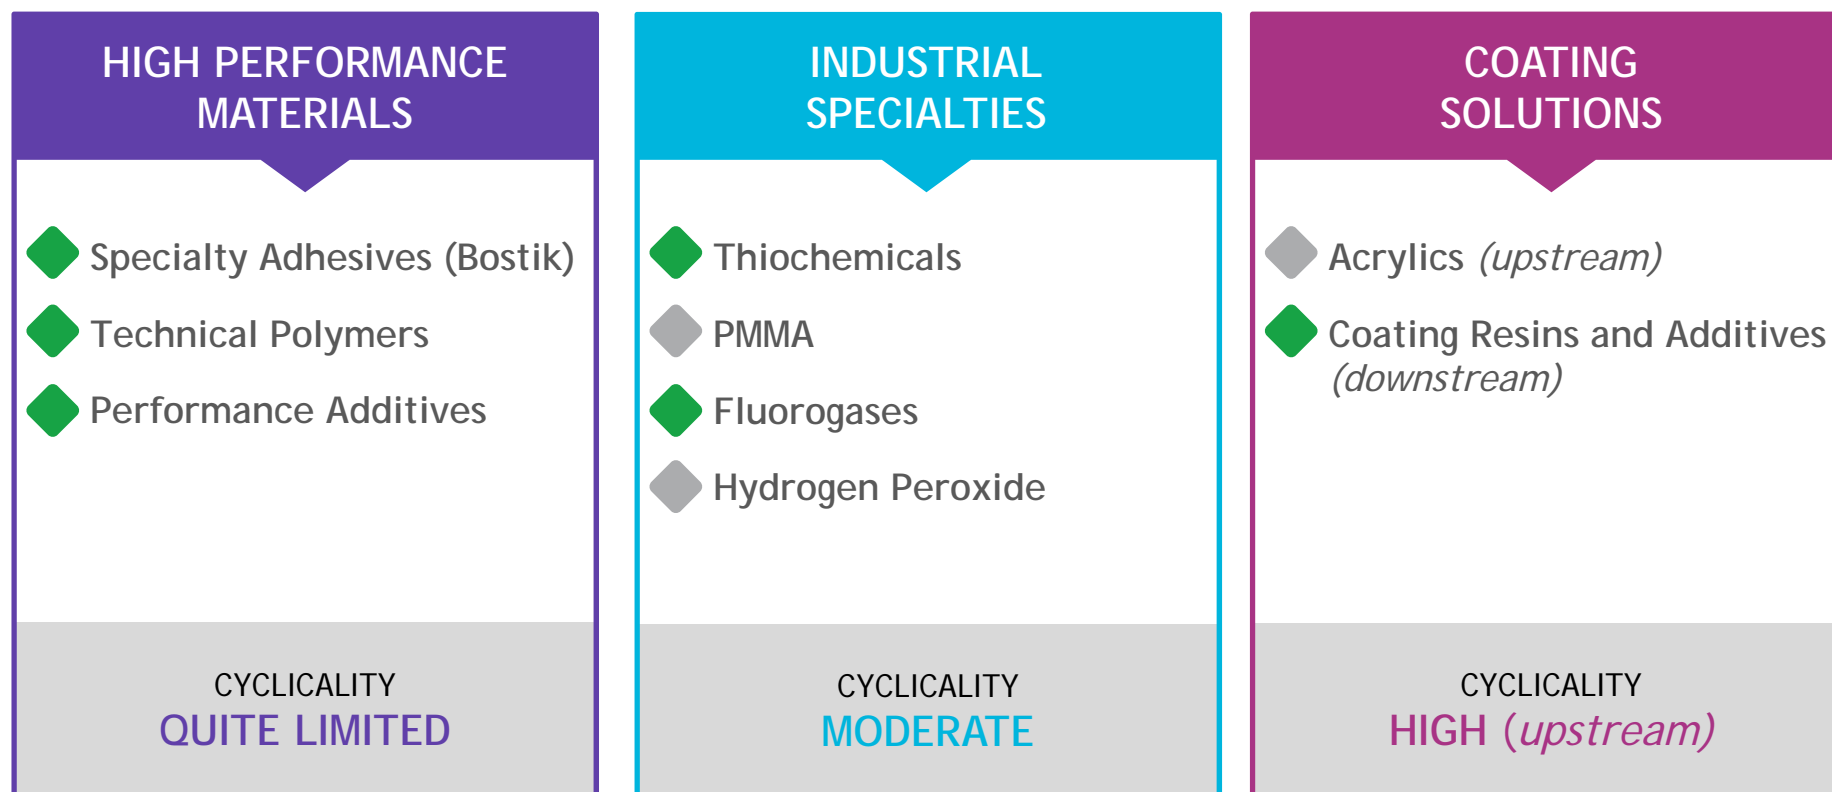 HIGH PERFORMANCE
MATERIALS
Specialty Adhesives (Bostik)
Technical Polymers
Performance Additives
CYCLICALITY
QUITE LIMITED
INDUSTRIAL
SPECIALTIES
Thiochemicals
PMMA
Fluorogases
Hydrogen Peroxide
CYCLICALITY
MODERATE
COATING
SOLUTIONS
Acrylics (upstream)
Coating Resins and Additives
(downstream)
CYCLICALITY
HIGH (upstream)